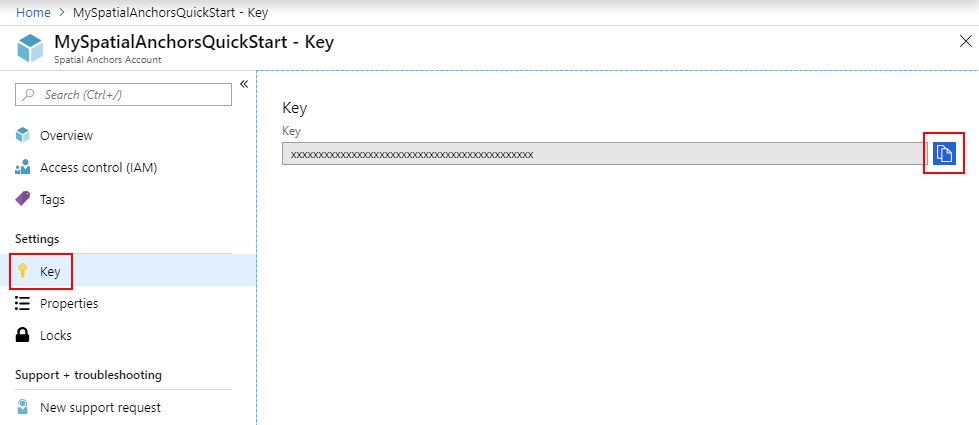 Home > MySpatialAnchorsQuickStart - Key
MySpatialAnchorsQuickStart - Key
Spatial Anchors Account
Search (Ctrl+/)
Overview
Access control (IAM)
Tags
Settings
Key
Properties
Locks
Support + troubleshooting
New support request
Key
Key
xxxxxxxxxxxxxxxxxxxxxxxxxxxxxxxxxxxxxxxxxxxx